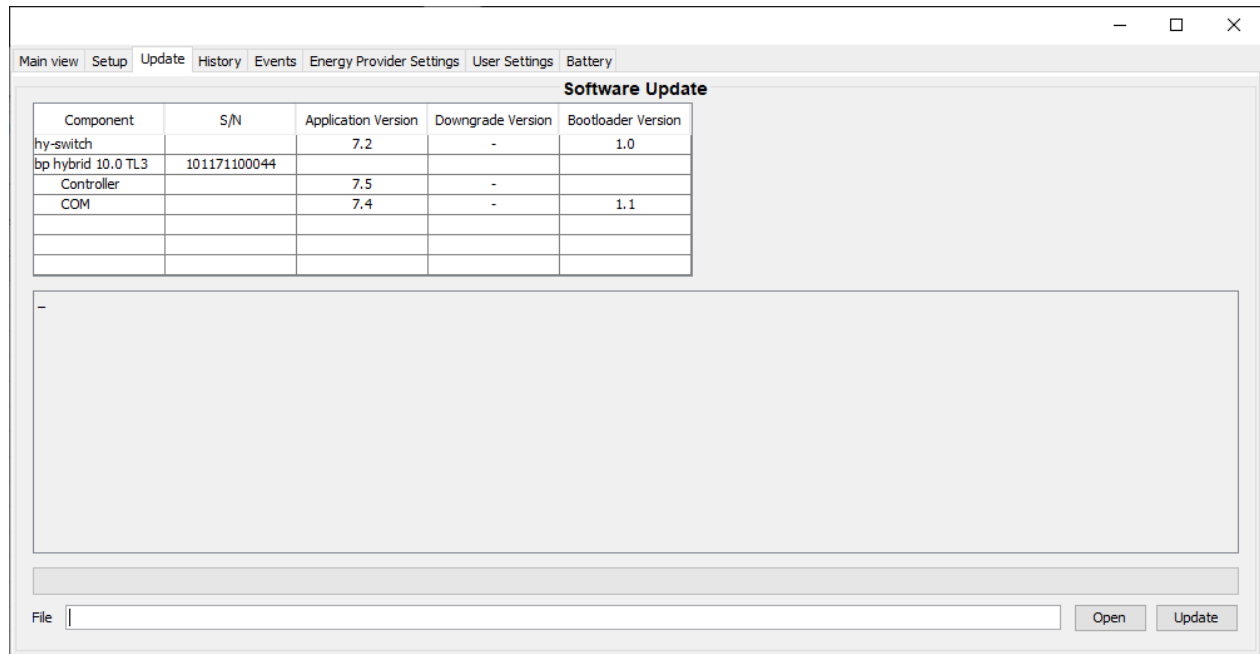 Main view Setup Update History Events Energy Provider Settings User Settings Battery
Software Update
Component S/N Application Version Downgrade Version Bootloader Version
hy-switch 7.2 - 1.0
bp hybrid 10.0 TL3 101171100044
Controller 7.5 -
COM 7.4 - 1.1
_
File Open Update